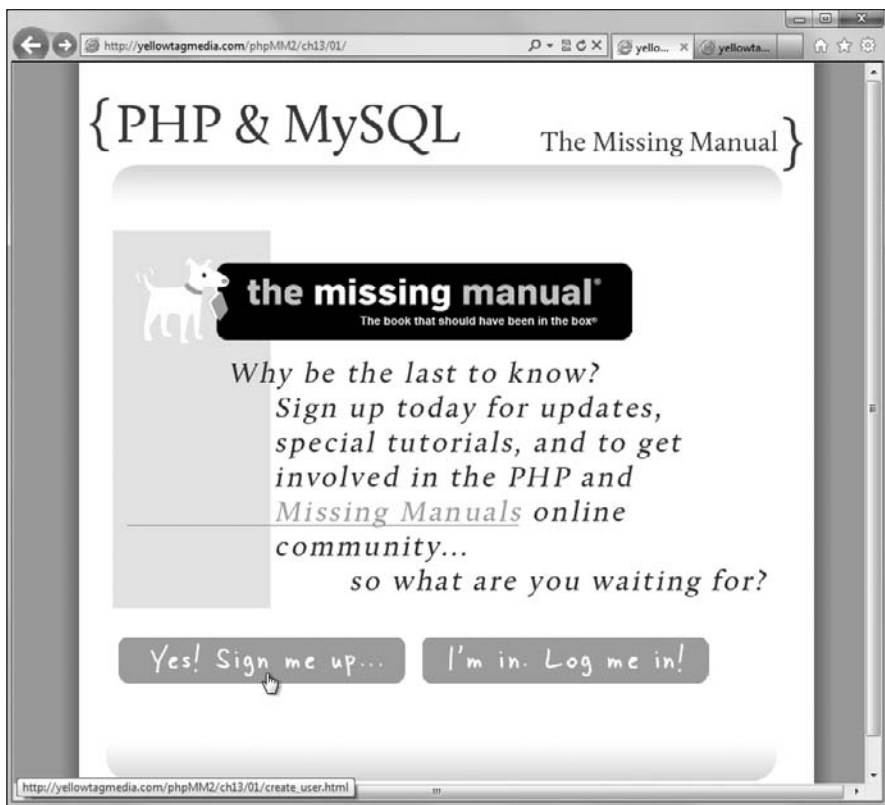 http://yellowtagmedia.com/phpMM2/ch13/01/
yello...
yellowta...
{PHP & MySQL
The Missing Manual}
the missing manual®
The book that should have been in the box®
Why be the last to know?
Sign up today for updates,
special tutorials, and to get
involved in the PHP and
Missing Manuals online
community...
so what are you waiting for?
Yes! Sign me up...
I'm in. Log me in!
http://yellowtagmedia.com/phpMM2/ch13/01/create_user.html